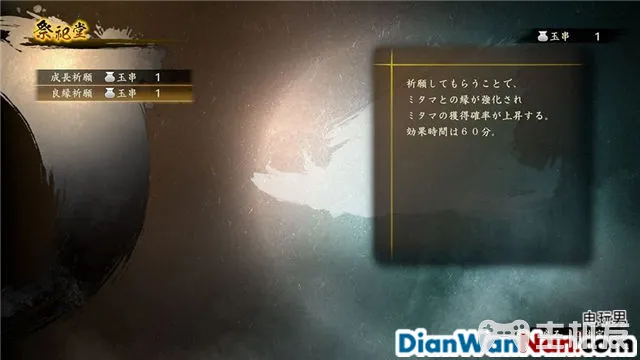 祭祀堂
玉串 1
成長祈願 玉串 1
良縁祈願 玉串 1
祈願してもらうことで、
ミタマとの縁が強化され
ミタマの獲得確率が上昇する。
効果時間は60分。
电玩男
DianWanNan.com